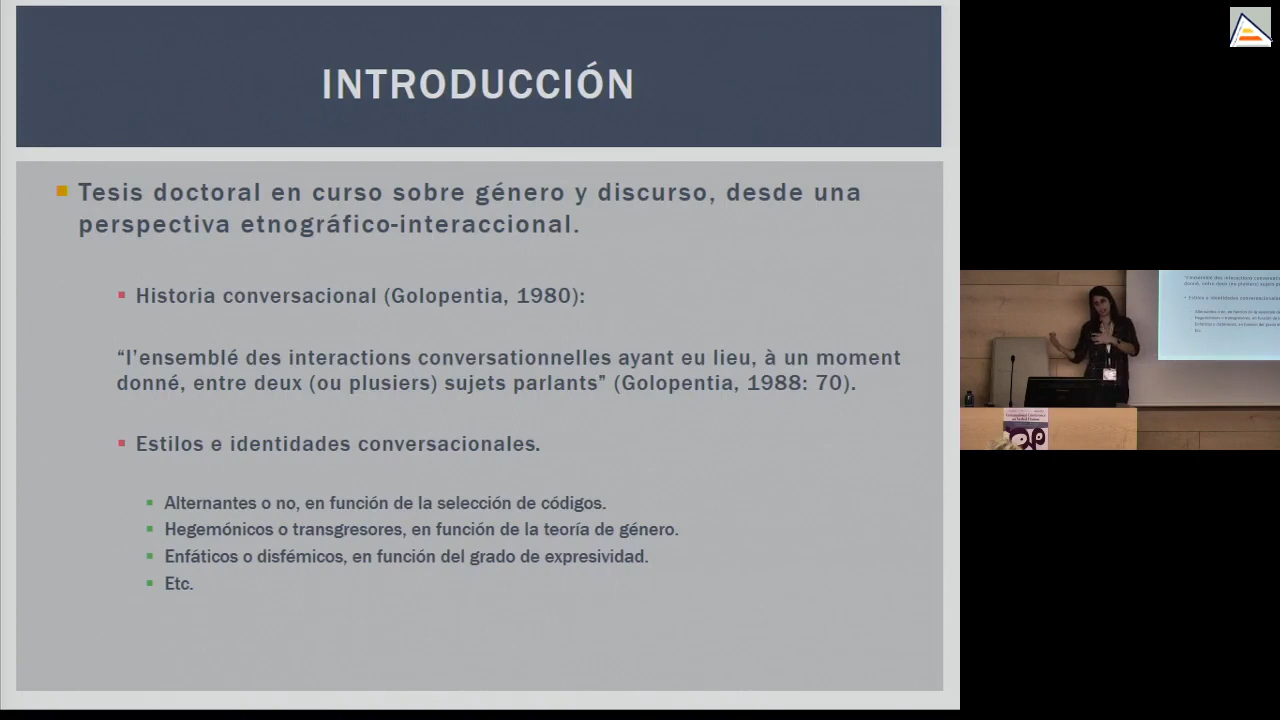 INTRODUCCIÓN
Tesis doctoral en curso sobre género y discurso, desde una
perspectiva etnográfico-interaccional.
Historia conversacional (Golopentia, 1980):
“l’ensemblé des interactions conversationnelles ayant eu lieu, à un moment
donné, entre deux (ou plusiers) sujets parlants” (Golopentia, 1988: 70).
Estilos e identidades conversacionales.
Alternantes o no, en función de la selección de códigos.
Hegemónicos o transgresores, en función de la teoría de género.
Enfáticos o disfémicos, en función del grado de expresividad.
Etc.